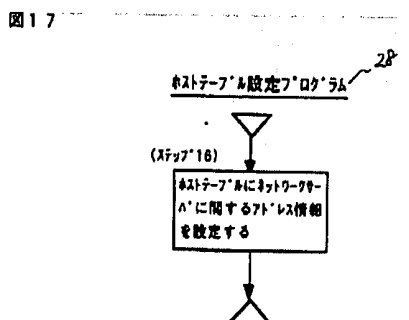 図17
ホストテーブル設定プログラム
28
(ステップ16)
ホストテーブルにネットワークサー
バに関するアドレス情報
を設定する